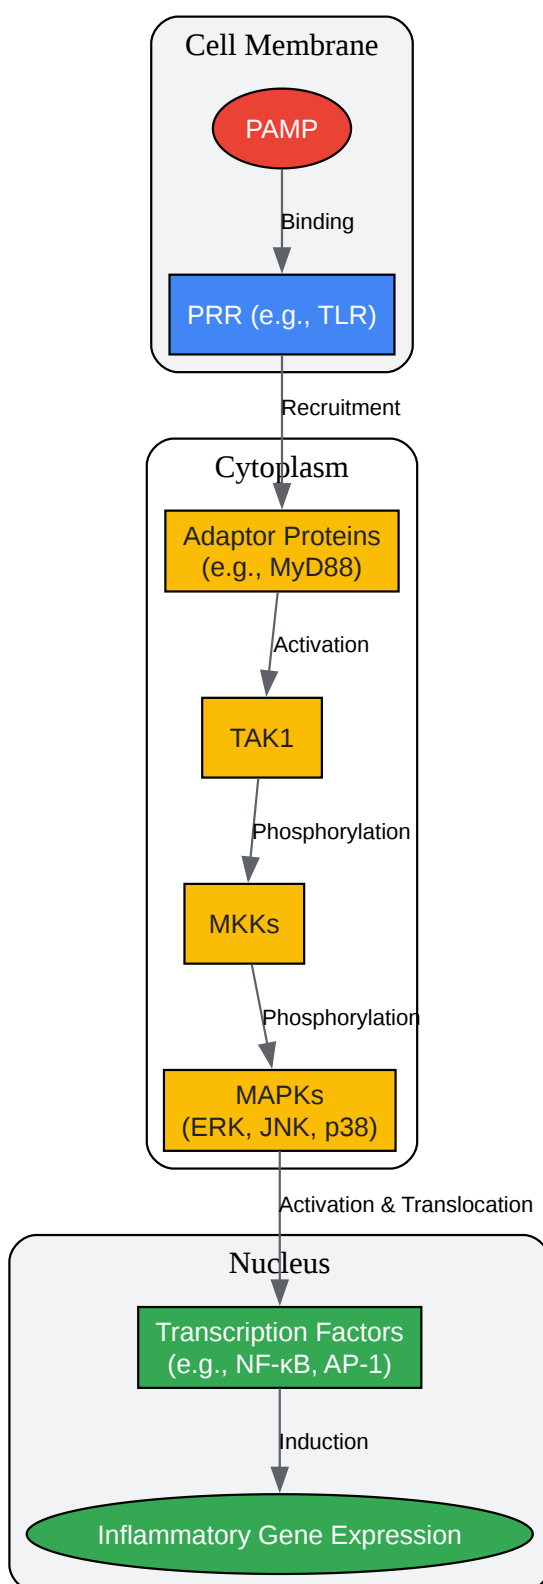 Cell Membrane
PAMP
Binding
PRR (e.g., TLR)
Recruitment
Cytoplasm
Adaptor Proteins
(e.g., MyD88)
Activation
TAK1
Phosphorylation
MKKs
Phosphorylation
MAPKs
(ERK, JNK, p38)
Activation & Translocation
Nucleus
Transcription Factors
(e.g., NF-κB, AP-1)
Induction
Inflammatory Gene Expression